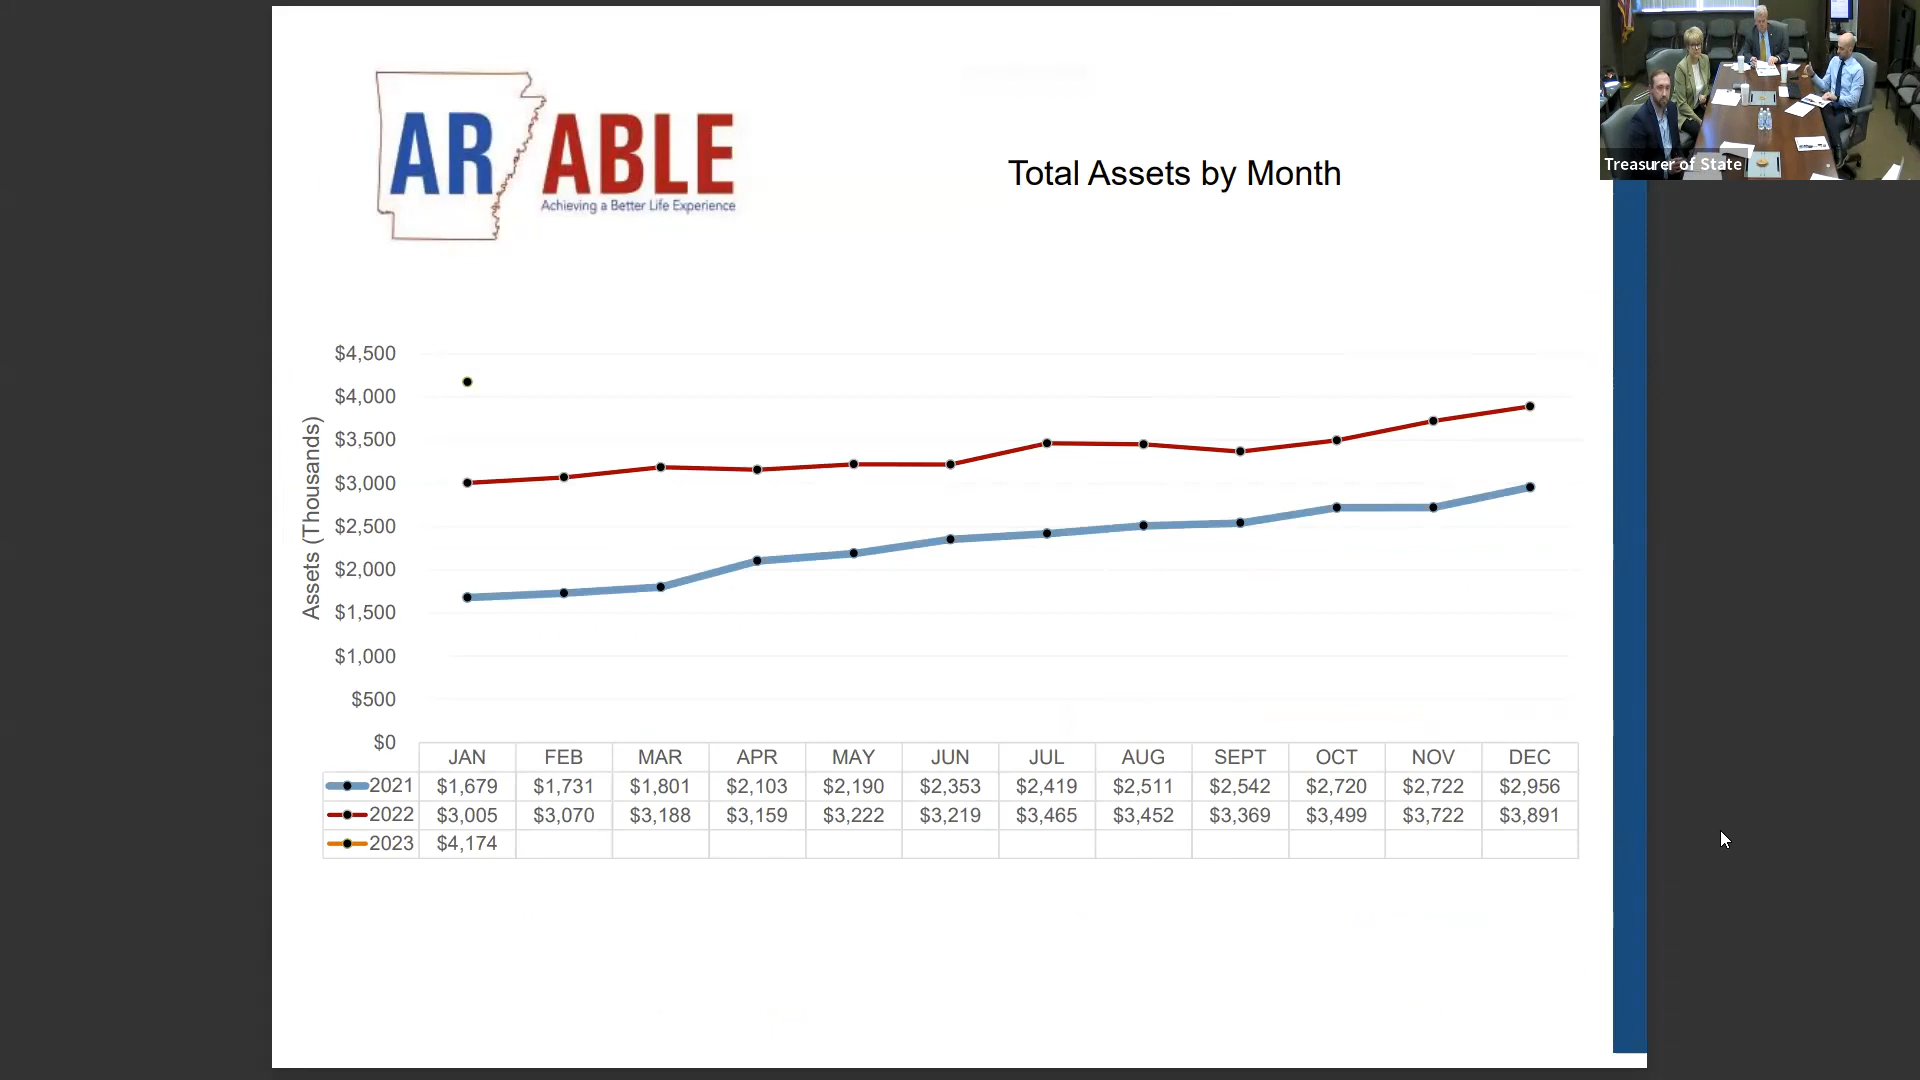 AR ABLE
Achieving a Better Life Experience
Total Assets by Month
Treasurer of State
Assets (Thousands)
$4,500
$4,000
$3,500
$3,000
$2,500
$2,000
$1,500
$1,000
$500
$0
JAN FEB MAR APR MAY JUN JUL AUG SEPT OCT NOV DEC
2021 $1,679 $1,731 $1,801 $2,103 $2,190 $2,353 $2,419 $2,511 $2,542 $2,720 $2,722 $2,956
2022 $3,005 $3,070 $3,188 $3,159 $3,222 $3,219 $3,465 $3,452 $3,369 $3,499 $3,722 $3,891
2023 $4,174